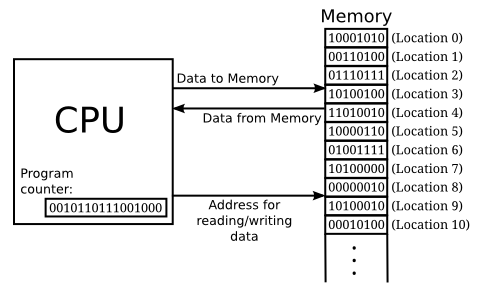 Memory
10001010 (Location 0)
00110100 (Location 1)
01110111 (Location 2)
10100100 (Location 3)
11010010 (Location 4)
10000110 (Location 5)
01001111 (Location 6)
10100000 (Location 7)
00000010 (Location 8)
10100010 (Location 9)
00010100 (Location 10)
Data to Memory
Data from Memory
CPU
Program
counter:
0010110111001000
Address for
reading/writing
data